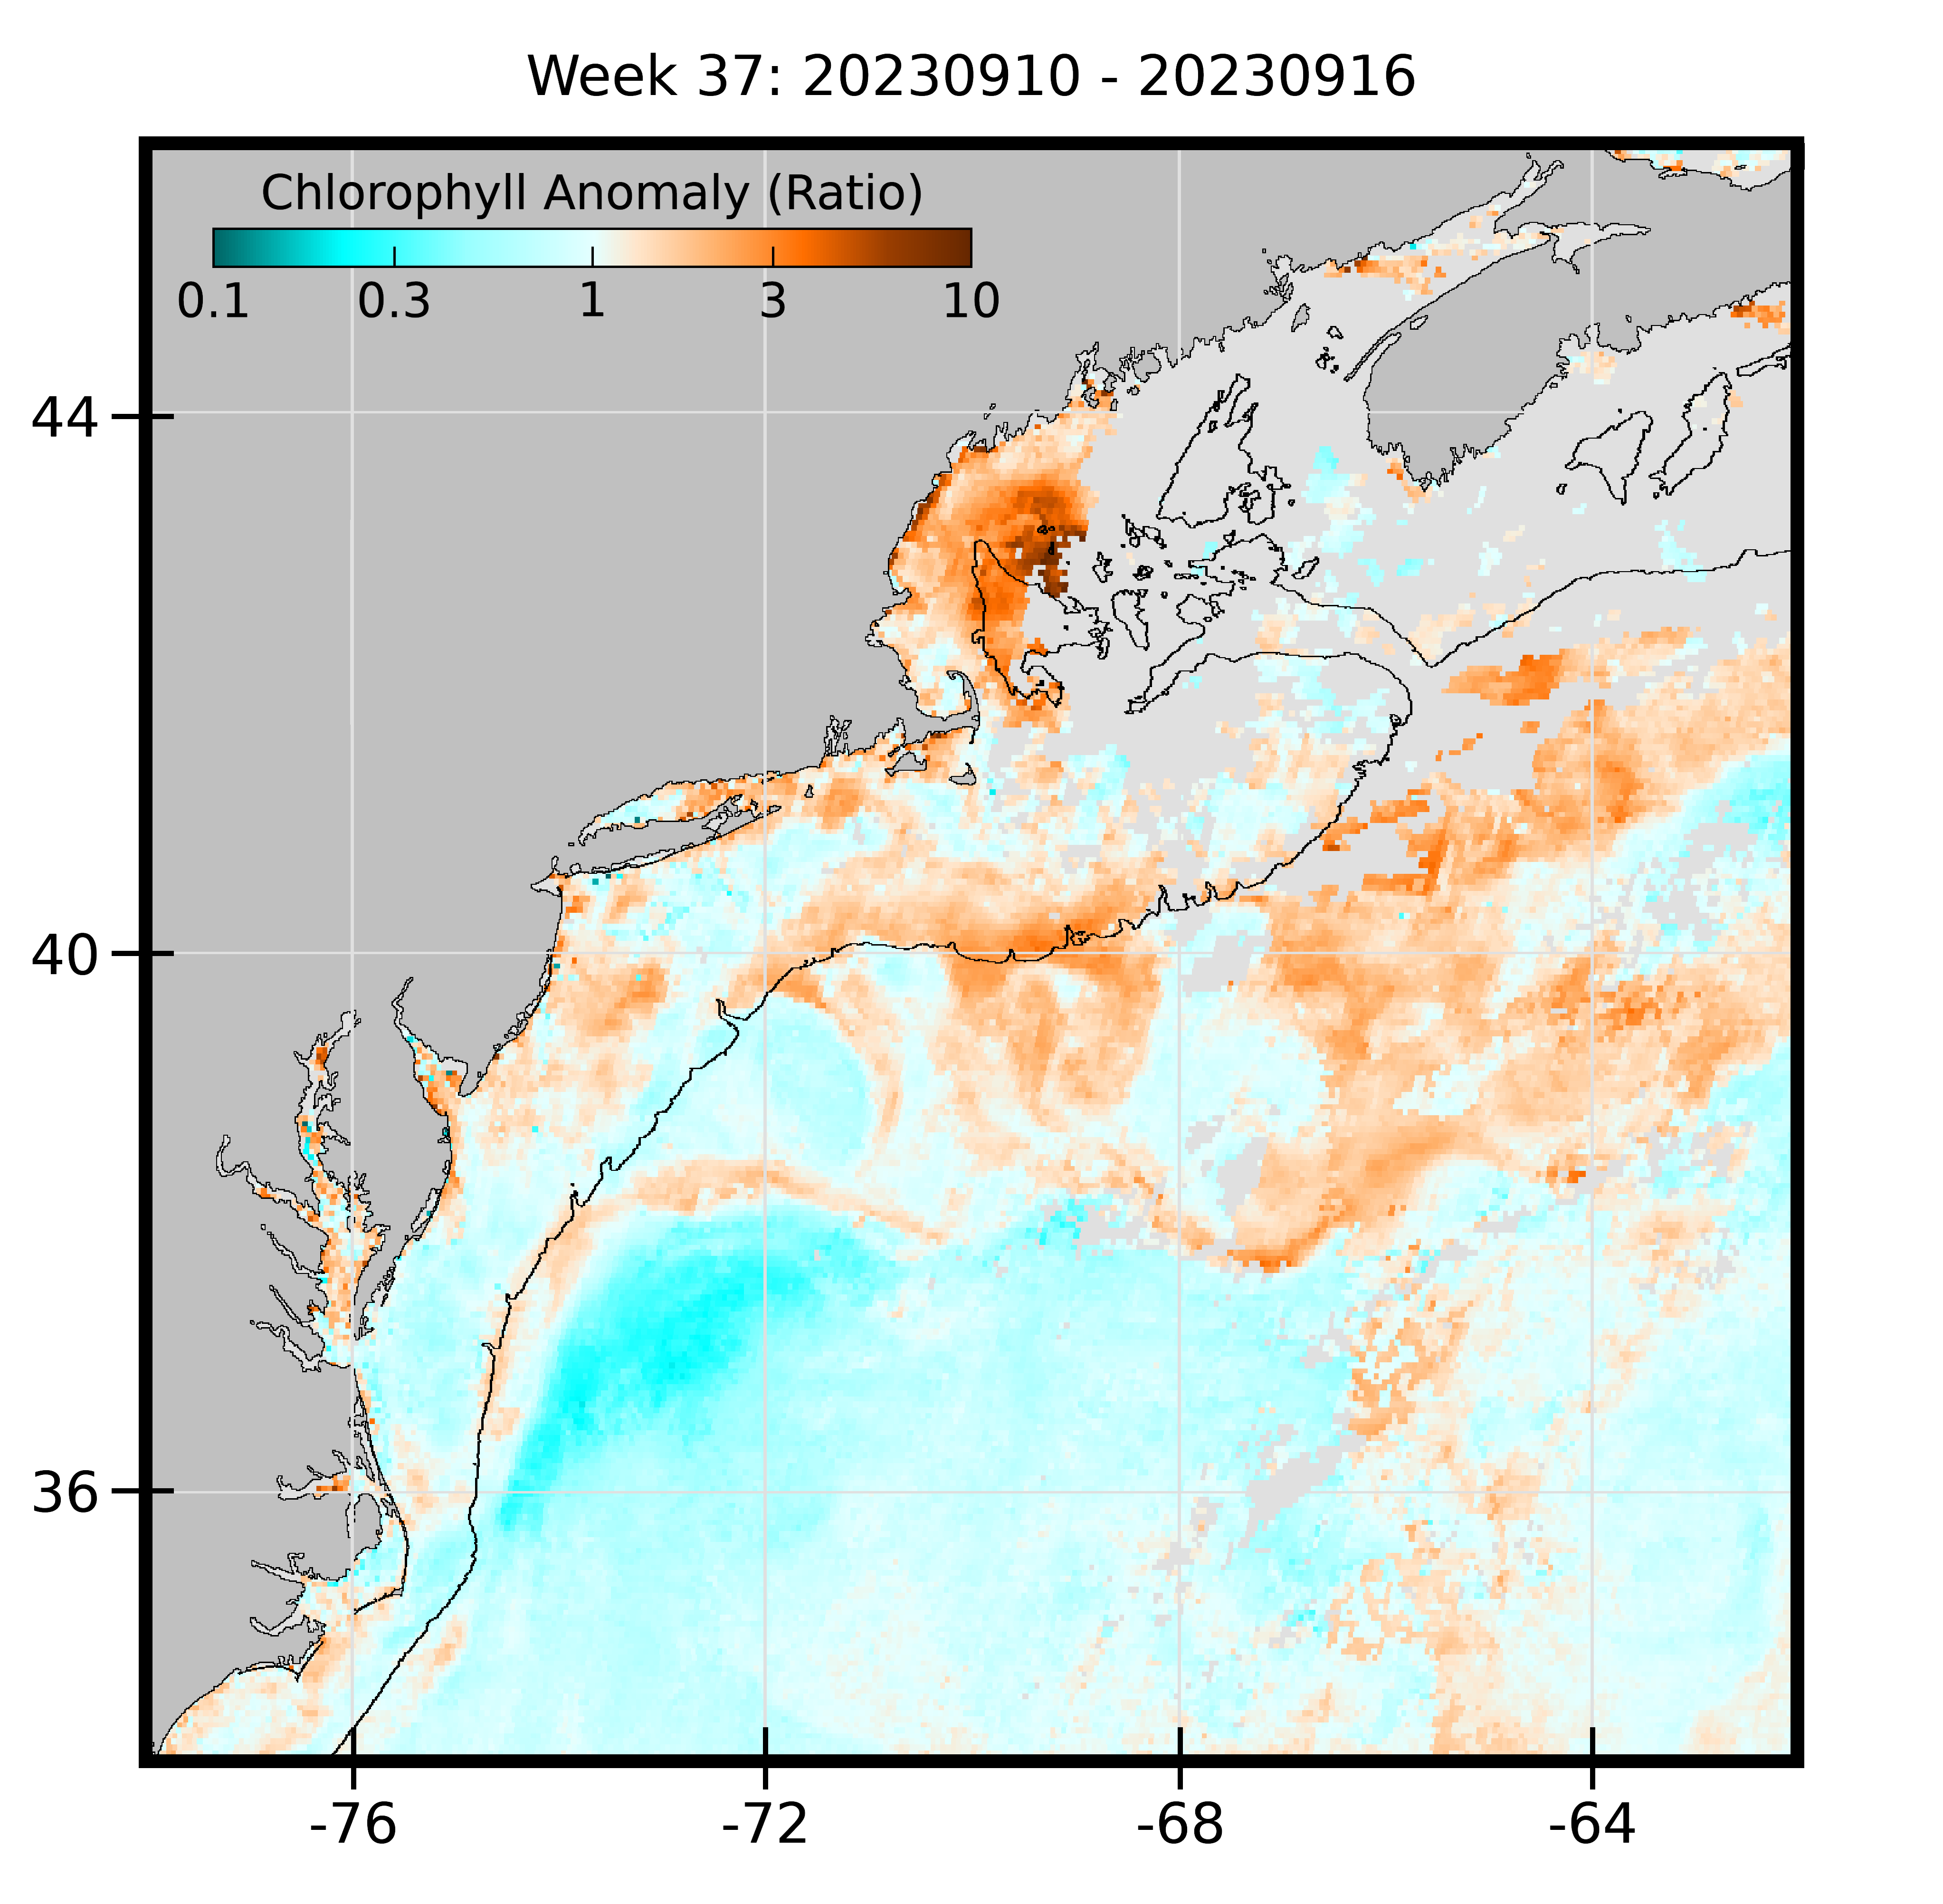 Week 37: 20230910 - 20230916
Chlorophyll Anomaly (Ratio)
0.1 0.3 1 3 10
44
40
36
-76 -72 -68 -64